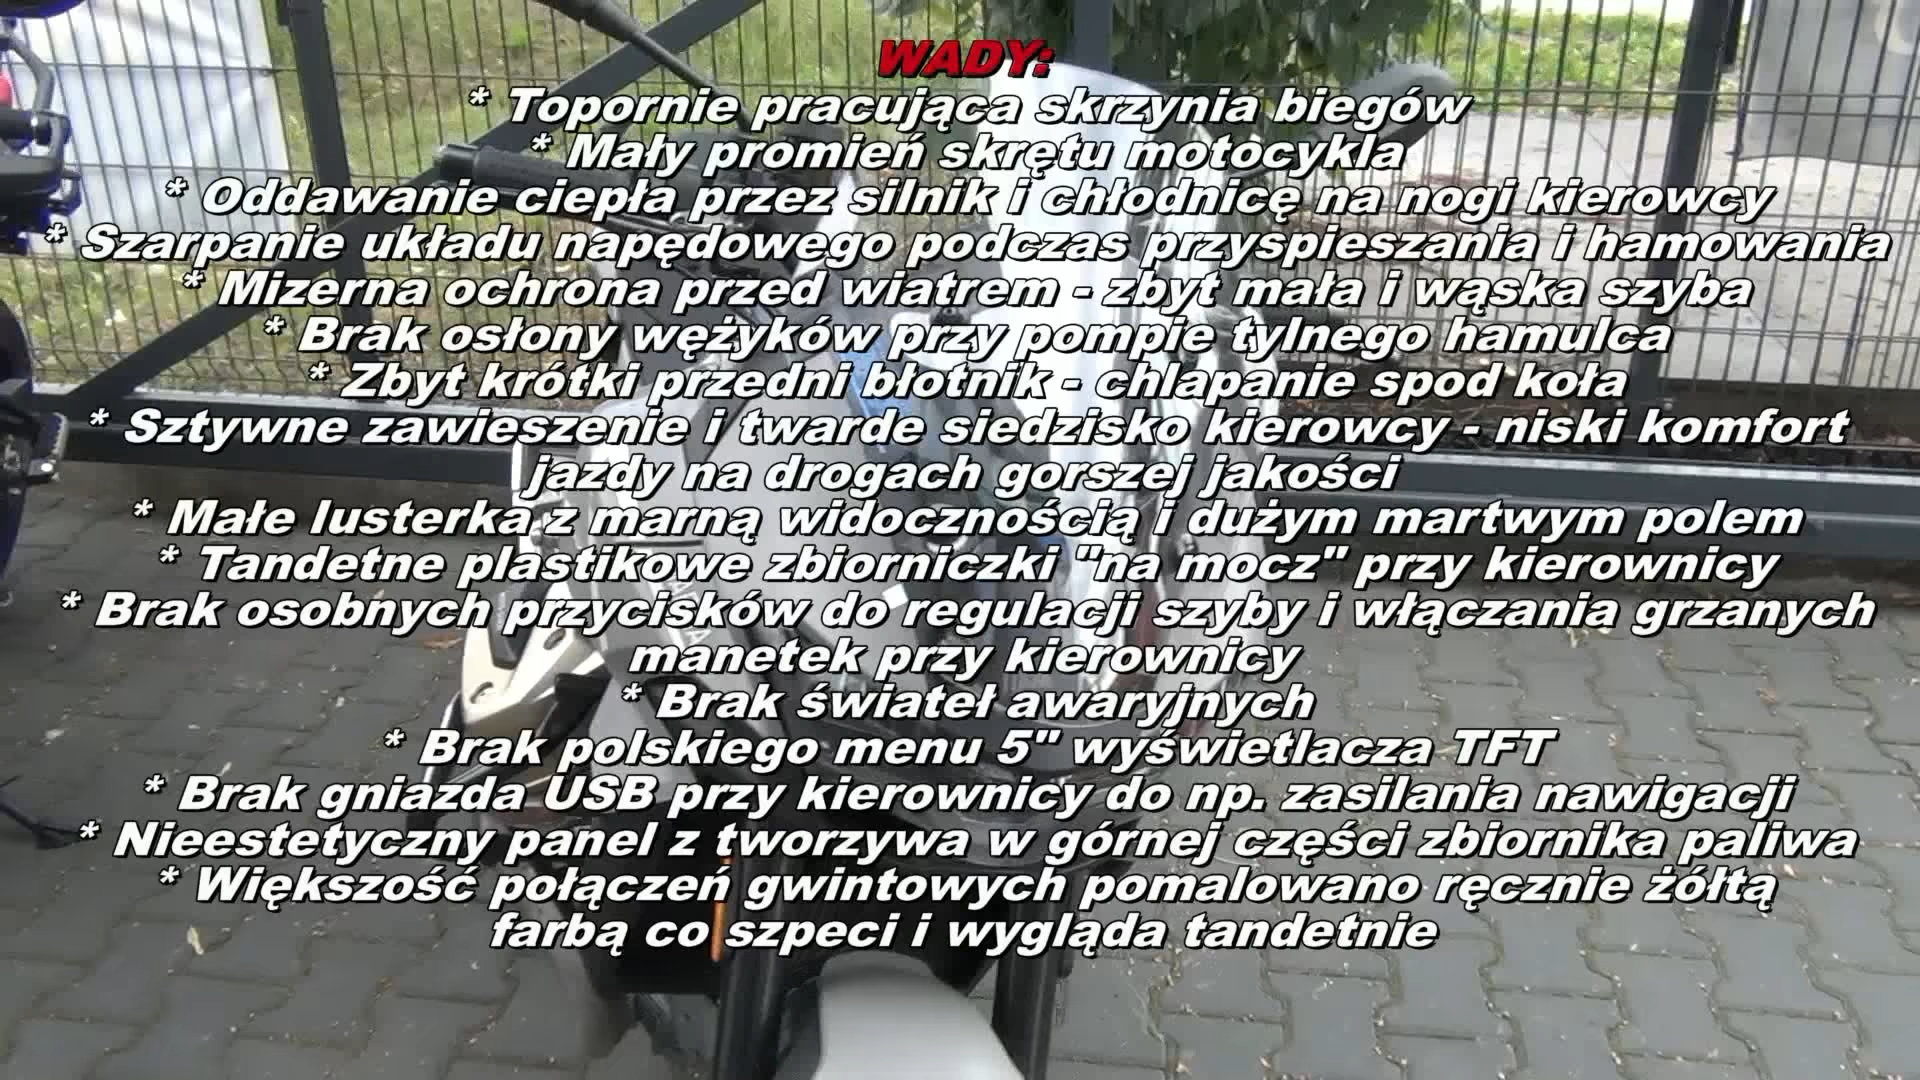 WADY:
* Topornie pracująca skrzynia biegów
* Mały promień skrętu motocykla
* Oddawanie ciepła przez silnik i chłodnicę na nogi kierowcy
* Szarpanie układu napędowego podczas przyspieszania i hamowania
* Mizerna ochrona przed wiatrem - zbyt mała i wąska szyba
* Brak osłony wężyków przy pompie tylnego hamulca
* Zbyt krótki przedni błotnik - chlapanie spod koła
* Sztywne zawieszenie i twarde siedzisko kierowcy - niski komfort
jazdy na drogach gorszej jakości
* Małe lusterka z marną widocznością i dużym martwym polem
* Tandetne plastikowe zbiorniczki "na mocz" przy kierownicy
* Brak osobnych przycisków do regulacji szyby i włączania grzanych
manetek przy kierownicy
* Brak świateł awaryjnych
* Brak polskiego menu 5" wyświetlacza TFT
* Brak gniazda USB przy kierownicy do np. zasilania nawigacji
* Nieestetyczny panel z tworzywa w górnej części zbiornika paliwa
* Większość połączeń gwintowych pomalowano ręcznie żółtą
farbą co szpeci i wygląda tandetnie